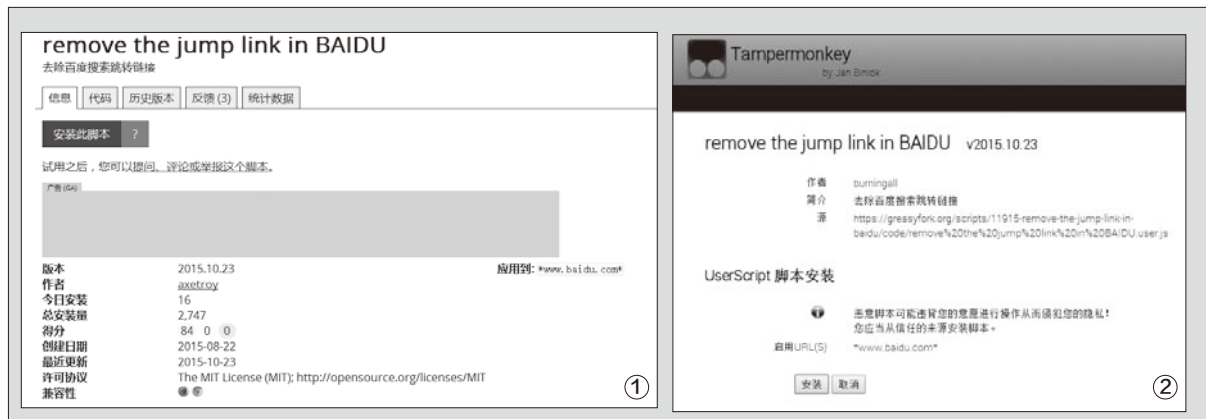 remove the jump link in BAIDU
去除百度搜索跳转链接
信息 代码 历史版本 反馈 (3) 统计数据
安装此脚本 ?
试用之后，您可以提问、评论或举报这个脚本。
广告 (GA)
版本 2015.10.23 应用到: *www.baidu.com*
作者 axetroy
今日安装 16
总安装量 2,747
得分 84 0 0
创建日期 2015-08-22
最近更新 2015-10-23
许可协议 The MIT License (MIT); http://opensource.org/licenses/MIT
兼容性
①
Tampermonkey
by Jan Biniok
remove the jump link in BAIDU v2015.10.23
作者 burningall
简介 去除百度搜索跳转链接
源 https://greasyfork.org/scripts/11915-remove-the-jump-link-in-
baidu/code/remove%20the%20jump%20link%20in%20BAIDU.user.js
UserScript 脚本安装
恶意脚本可能违背您的意愿进行操作从而侵犯您的隐私!
您应当从信任的来源安装脚本。
启用URL(S) *www.baidu.com*
安装 取消
②